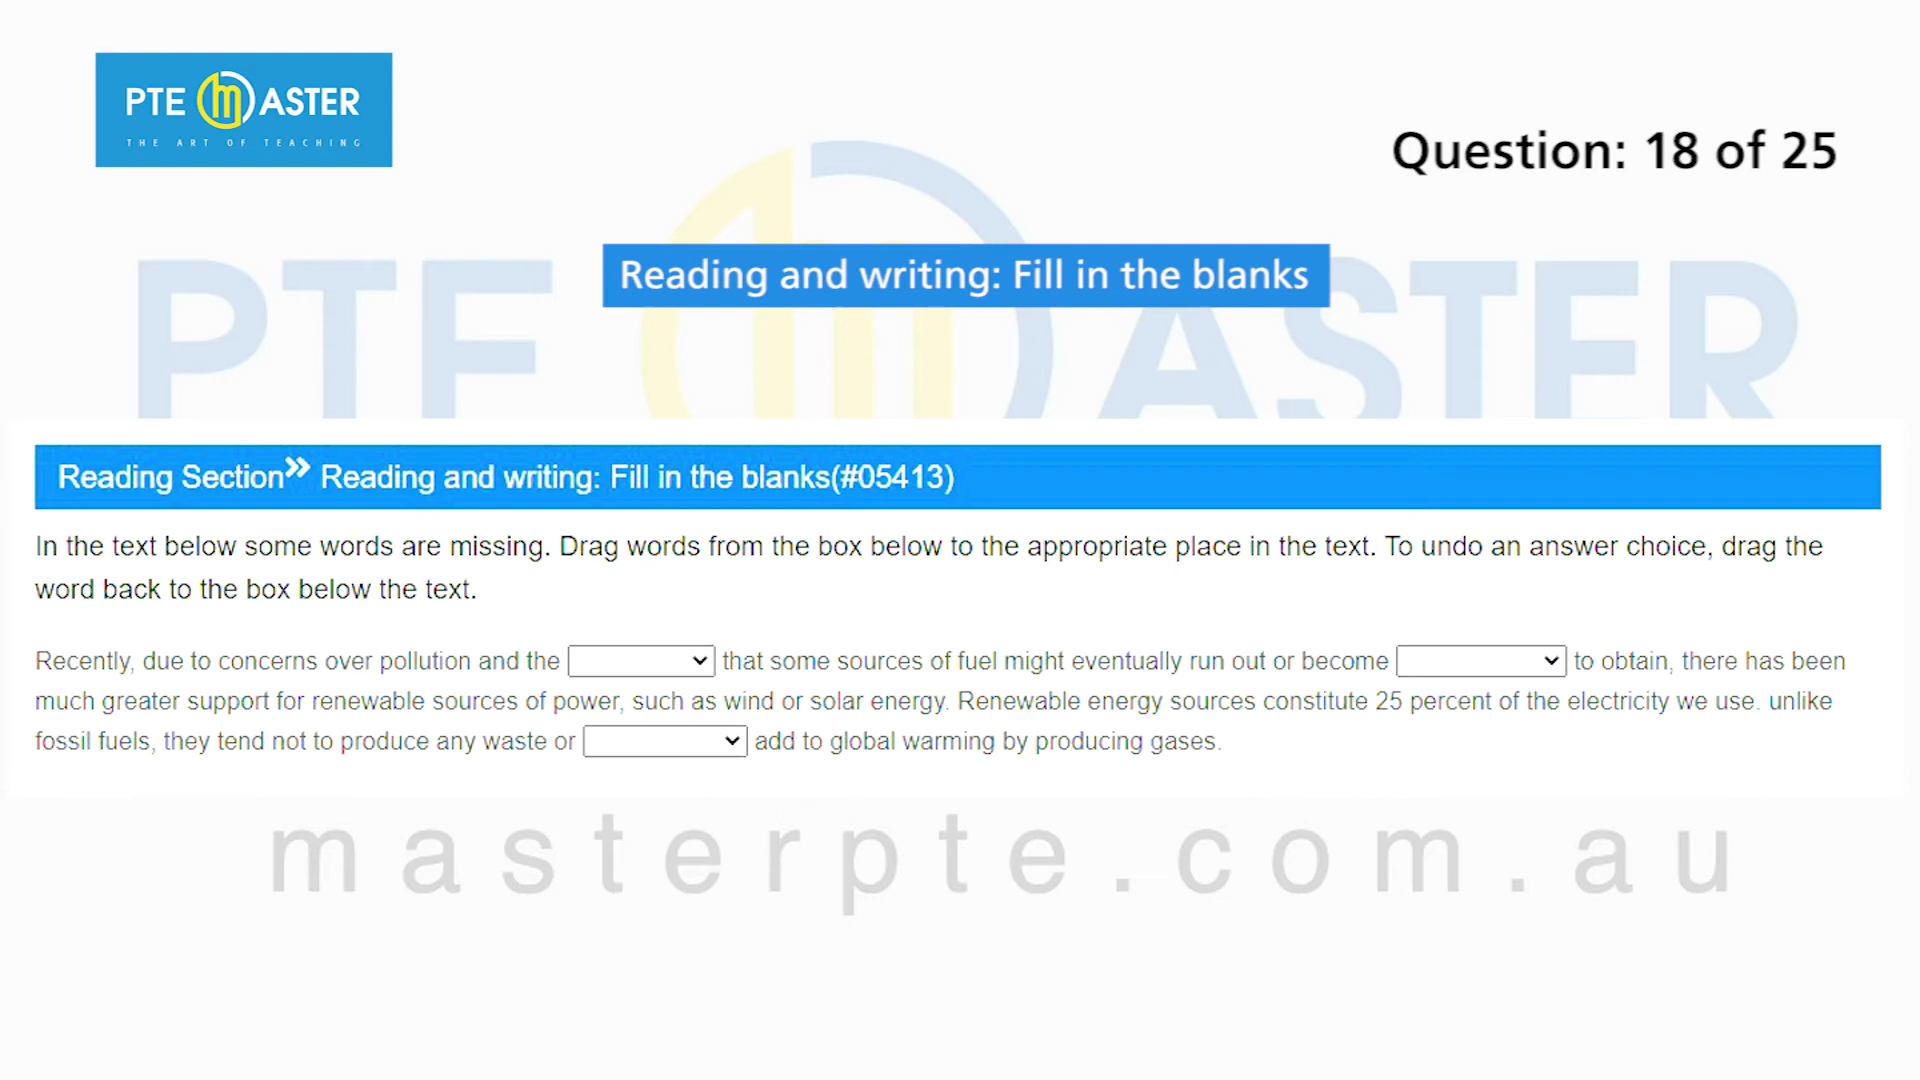 PTE MASTER
THE ART OF TEACHING
Question: 18 of 25
PTE MASTER
Reading and writing: Fill in the blanks
Reading Section» Reading and writing: Fill in the blanks(#05413)
In the text below some words are missing. Drag words from the box below to the appropriate place in the text. To undo an answer choice, drag the
word back to the box below the text.
Recently, due to concerns over pollution and the that some sources of fuel might eventually run out or become to obtain, there has been
much greater support for renewable sources of power, such as wind or solar energy. Renewable energy sources constitute 25 percent of the electricity we use. unlike
fossil fuels, they tend not to produce any waste or add to global warming by producing gases.
masterpte.com.au